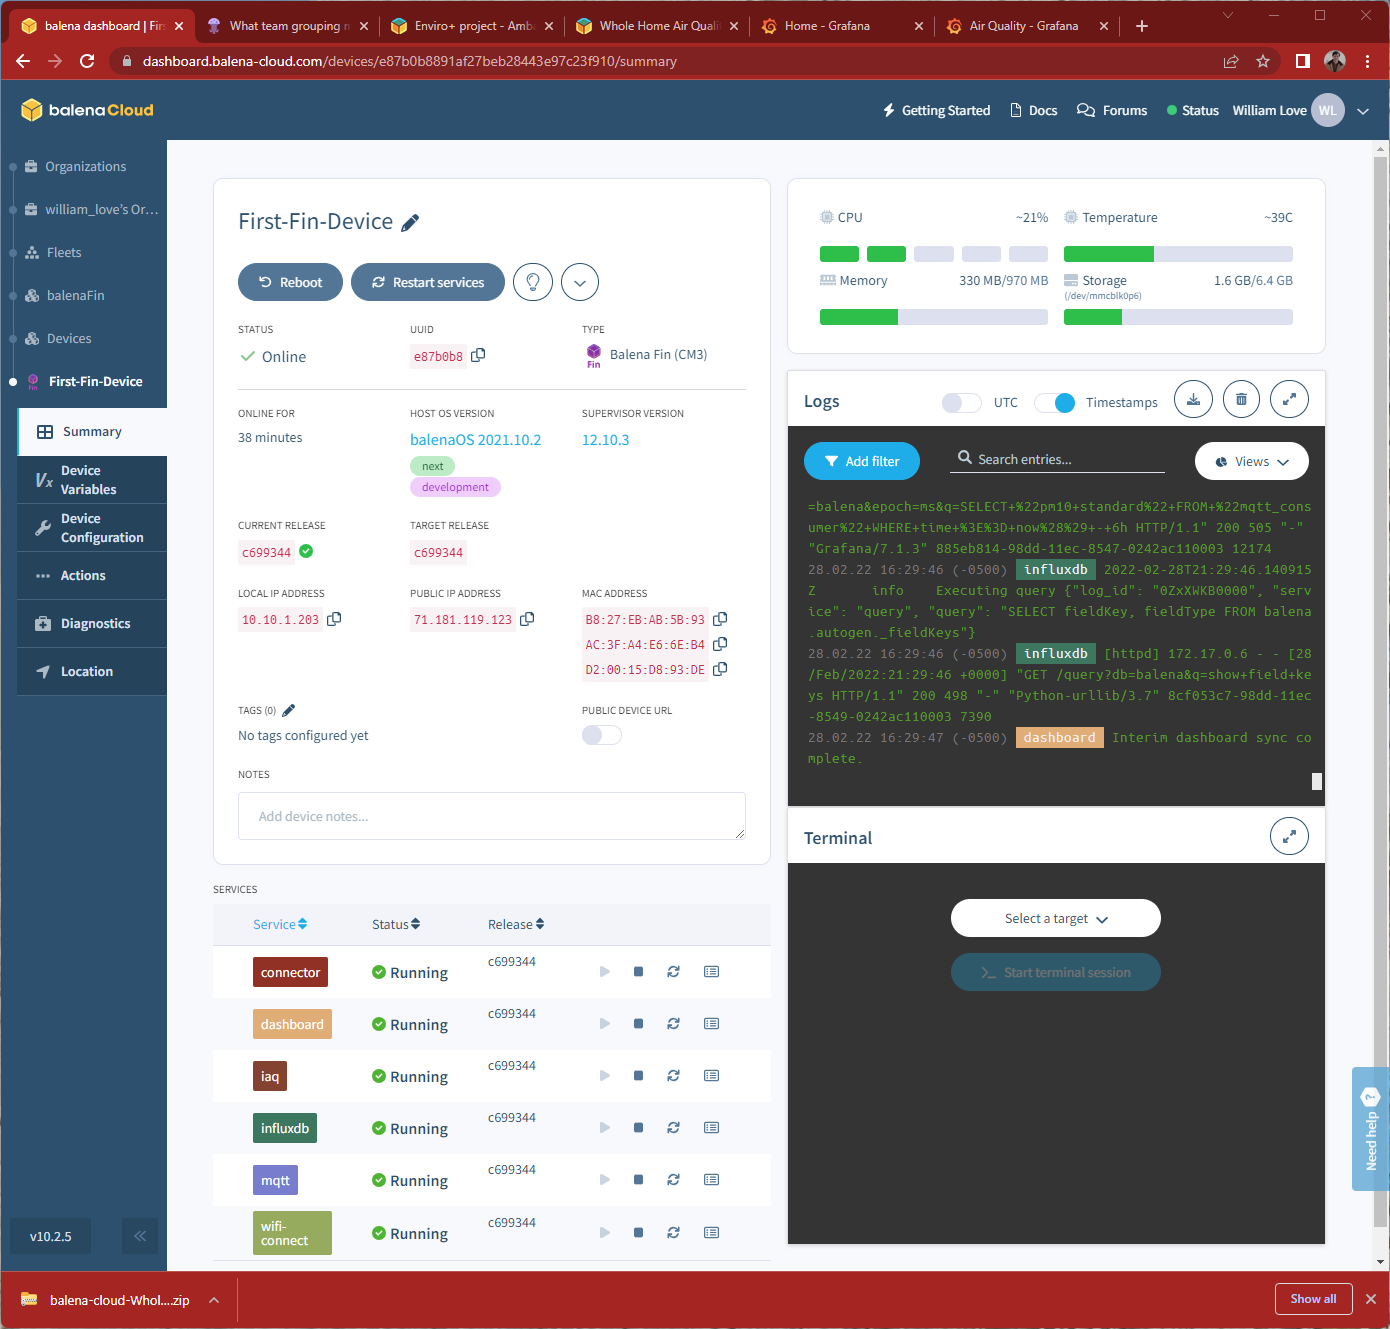 balena dashboard | Firs
What team grouping m
Enviro+ project - Ambe
Whole Home Air Quali
Home - Grafana
Air Quality - Grafana
dashboard.balena-cloud.com/devices/e87b0b8891af27beb28443e97c23f910/summary
balenaCloud
Getting Started
Docs
Forums
Status
William Love
WL
Organizations
william_love's Or...
Fleets
balenaFin
Devices
First-Fin-Device
Summary
Device
Variables
Device
Configuration
Actions
Diagnostics
Location
v10.2.5
First-Fin-Device
Reboot
Restart services
STATUS
UUID
TYPE
Online
e87b0b8
Fin
Balena Fin (CM3)
ONLINE FOR
HOST OS VERSION
SUPERVISOR VERSION
38 minutes
balenaOS 2021.10.2
12.10.3
next
development
CURRENT RELEASE
TARGET RELEASE
c699344
c699344
LOCAL IP ADDRESS
PUBLIC IP ADDRESS
MAC ADDRESS
10.10.1.203
71.181.119.123
B8:27:EB:AB:5B:93
AC:3F:A4:E6:6E:B4
D2:00:15:D8:93:DE
TAGS (0)
PUBLIC DEVICE URL
No tags configured yet
NOTES
Add device notes...
SERVICES
Service
Status
Release
connector
Running
c699344
dashboard
Running
c699344
iaq
Running
c699344
influxdb
Running
c699344
mqtt
Running
c699344
wifi-
connect
Running
c699344
CPU
~21%
Temperature
~39C
Memory
330 MB/970 MB
Storage
(/dev/mmcblk0p6)
1.6 GB/6.4 GB
Logs
UTC
Timestamps
Add filter
Search entries...
Views
=balena&epoch=ms&q=SELECT+%22pm10+standard%22+FROM+%22mqtt_cons
umer%22+WHERE+time+%3E%3D+now%28%29+-+6h HTTP/1.1" 200 505 "-"
"Grafana/7.1.3" 885eb814-98dd-11ec-8547-0242ac110003 12174
28.02.22 16:29:46 (-0500) influxdb 2022-02-28T21:29:46.140915
Z info Executing query {"log_id": "0ZxXWKB0000", "serv
ice": "query", "query": "SELECT fieldKey, fieldType FROM balena
.autogen._fieldKeys"}
28.02.22 16:29:46 (-0500) influxdb [httpd] 172.17.0.6 - - [28
/Feb/2022:21:29:46 +0000] "GET /query?db=balena&q=show+field+ke
ys HTTP/1.1" 200 498 "-" "Python-urllib/3.7" 8cf053c7-98dd-11ec
-8549-0242ac110003 7390
28.02.22 16:29:47 (-0500) dashboard Interim dashboard sync co
mplete.
Terminal
Select a target
Start terminal session
Need help
?
balena-cloud-Whol....zip
Show all